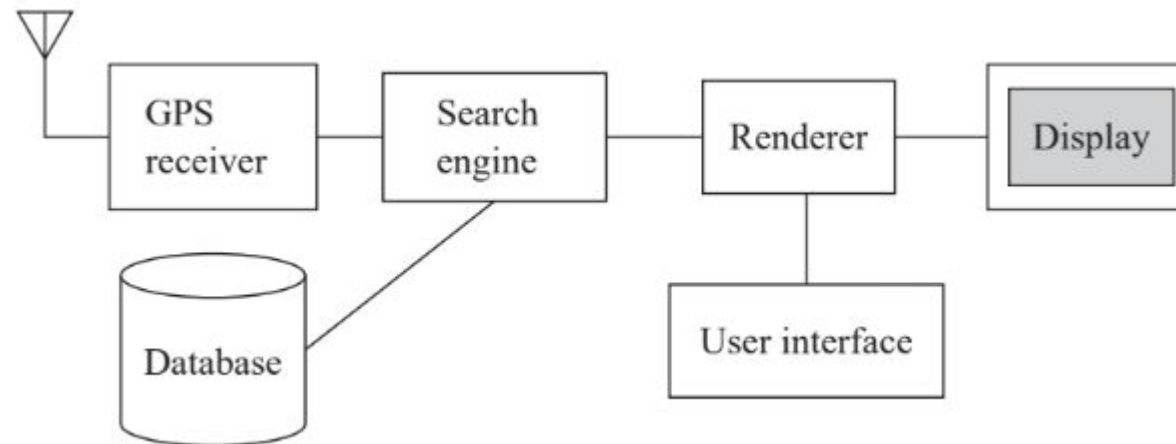 GPS
receiver
Search
engine
Renderer
Display
Database
User interface